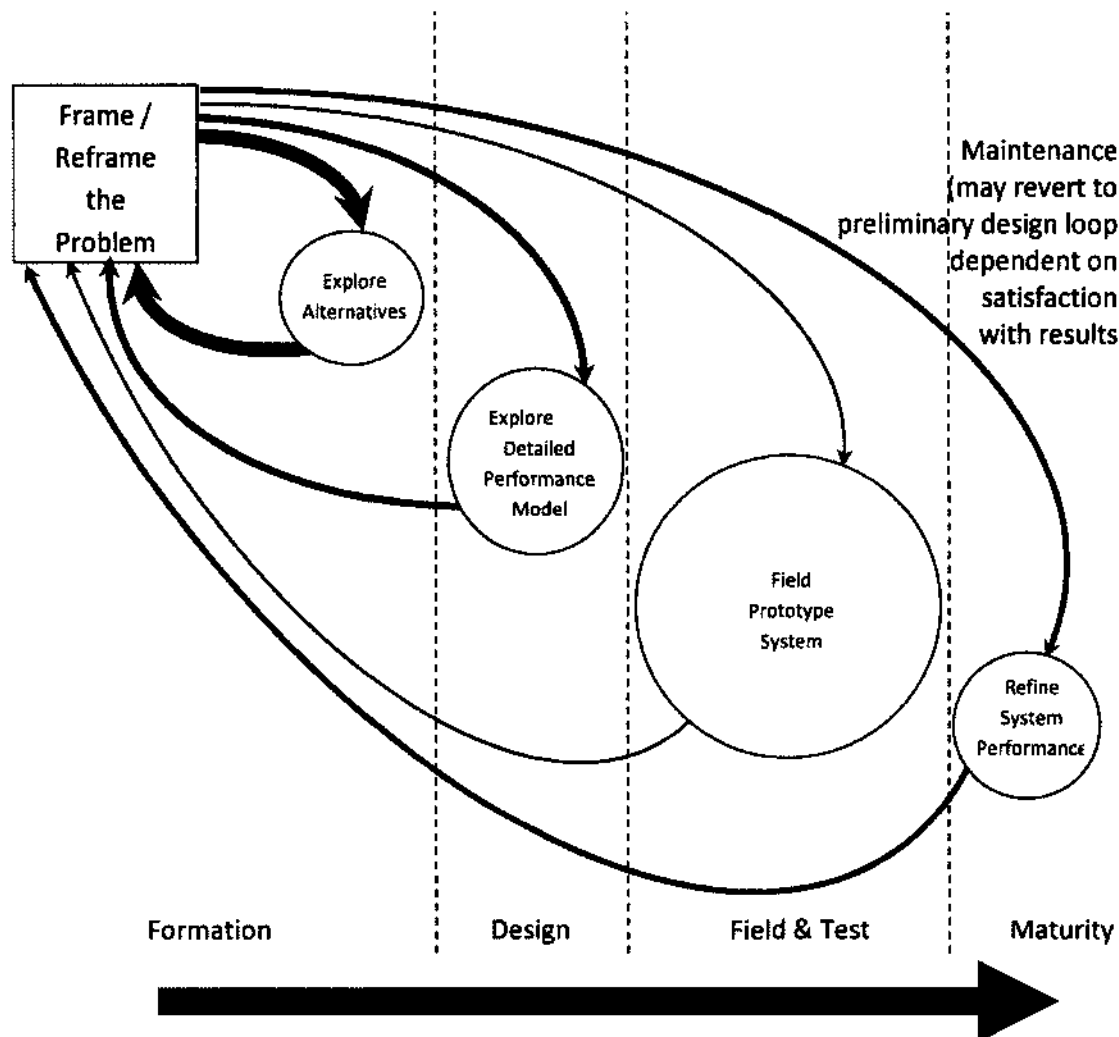 Frame /
Reframe
the
Problem
Explore
Alternatives
Explore
Detailed
Performance
Model
Field
Prototype
System
Refine
System
Performance
Maintenance
(may revert to
preliminary design loop
dependent on
satisfaction
with results
Formation
Design
Field & Test
Maturity